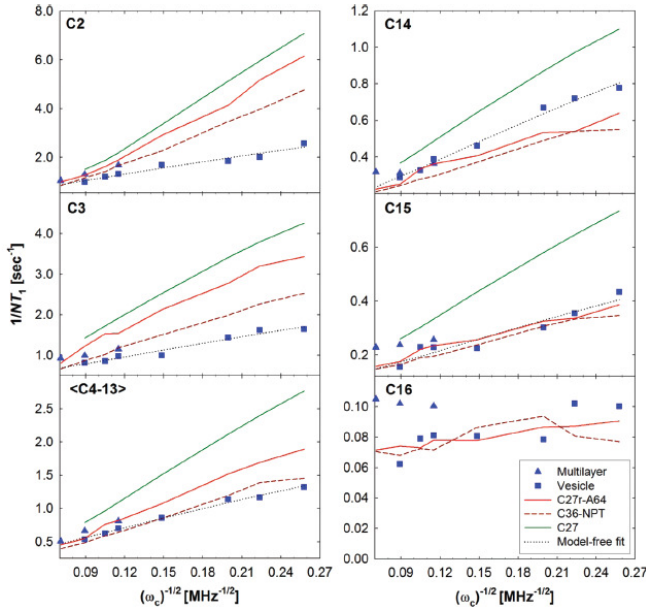 C2
8.0
6.0
4.0
2.0
C14
1.0
0.8
0.6
0.4
C3
4.0
3.0
2.0
1.0
1/NT1 [sec-1]
C15
0.6
0.4
0.2
<C4-13>
2.5
2.0
1.5
1.0
0.5
0.09 0.12 0.15 0.18 0.21 0.24 0.27
(ωc)-1/2 [MHz-1/2]
C16
0.10
0.08
0.06
0.04
0.02
0.00
Multilayer
Vesicle
C27r-A64
C36-NPT
C27
Model-free fit
0.09 0.12 0.15 0.18 0.21 0.24 0.27
(ωc)-1/2 [MHz-1/2]